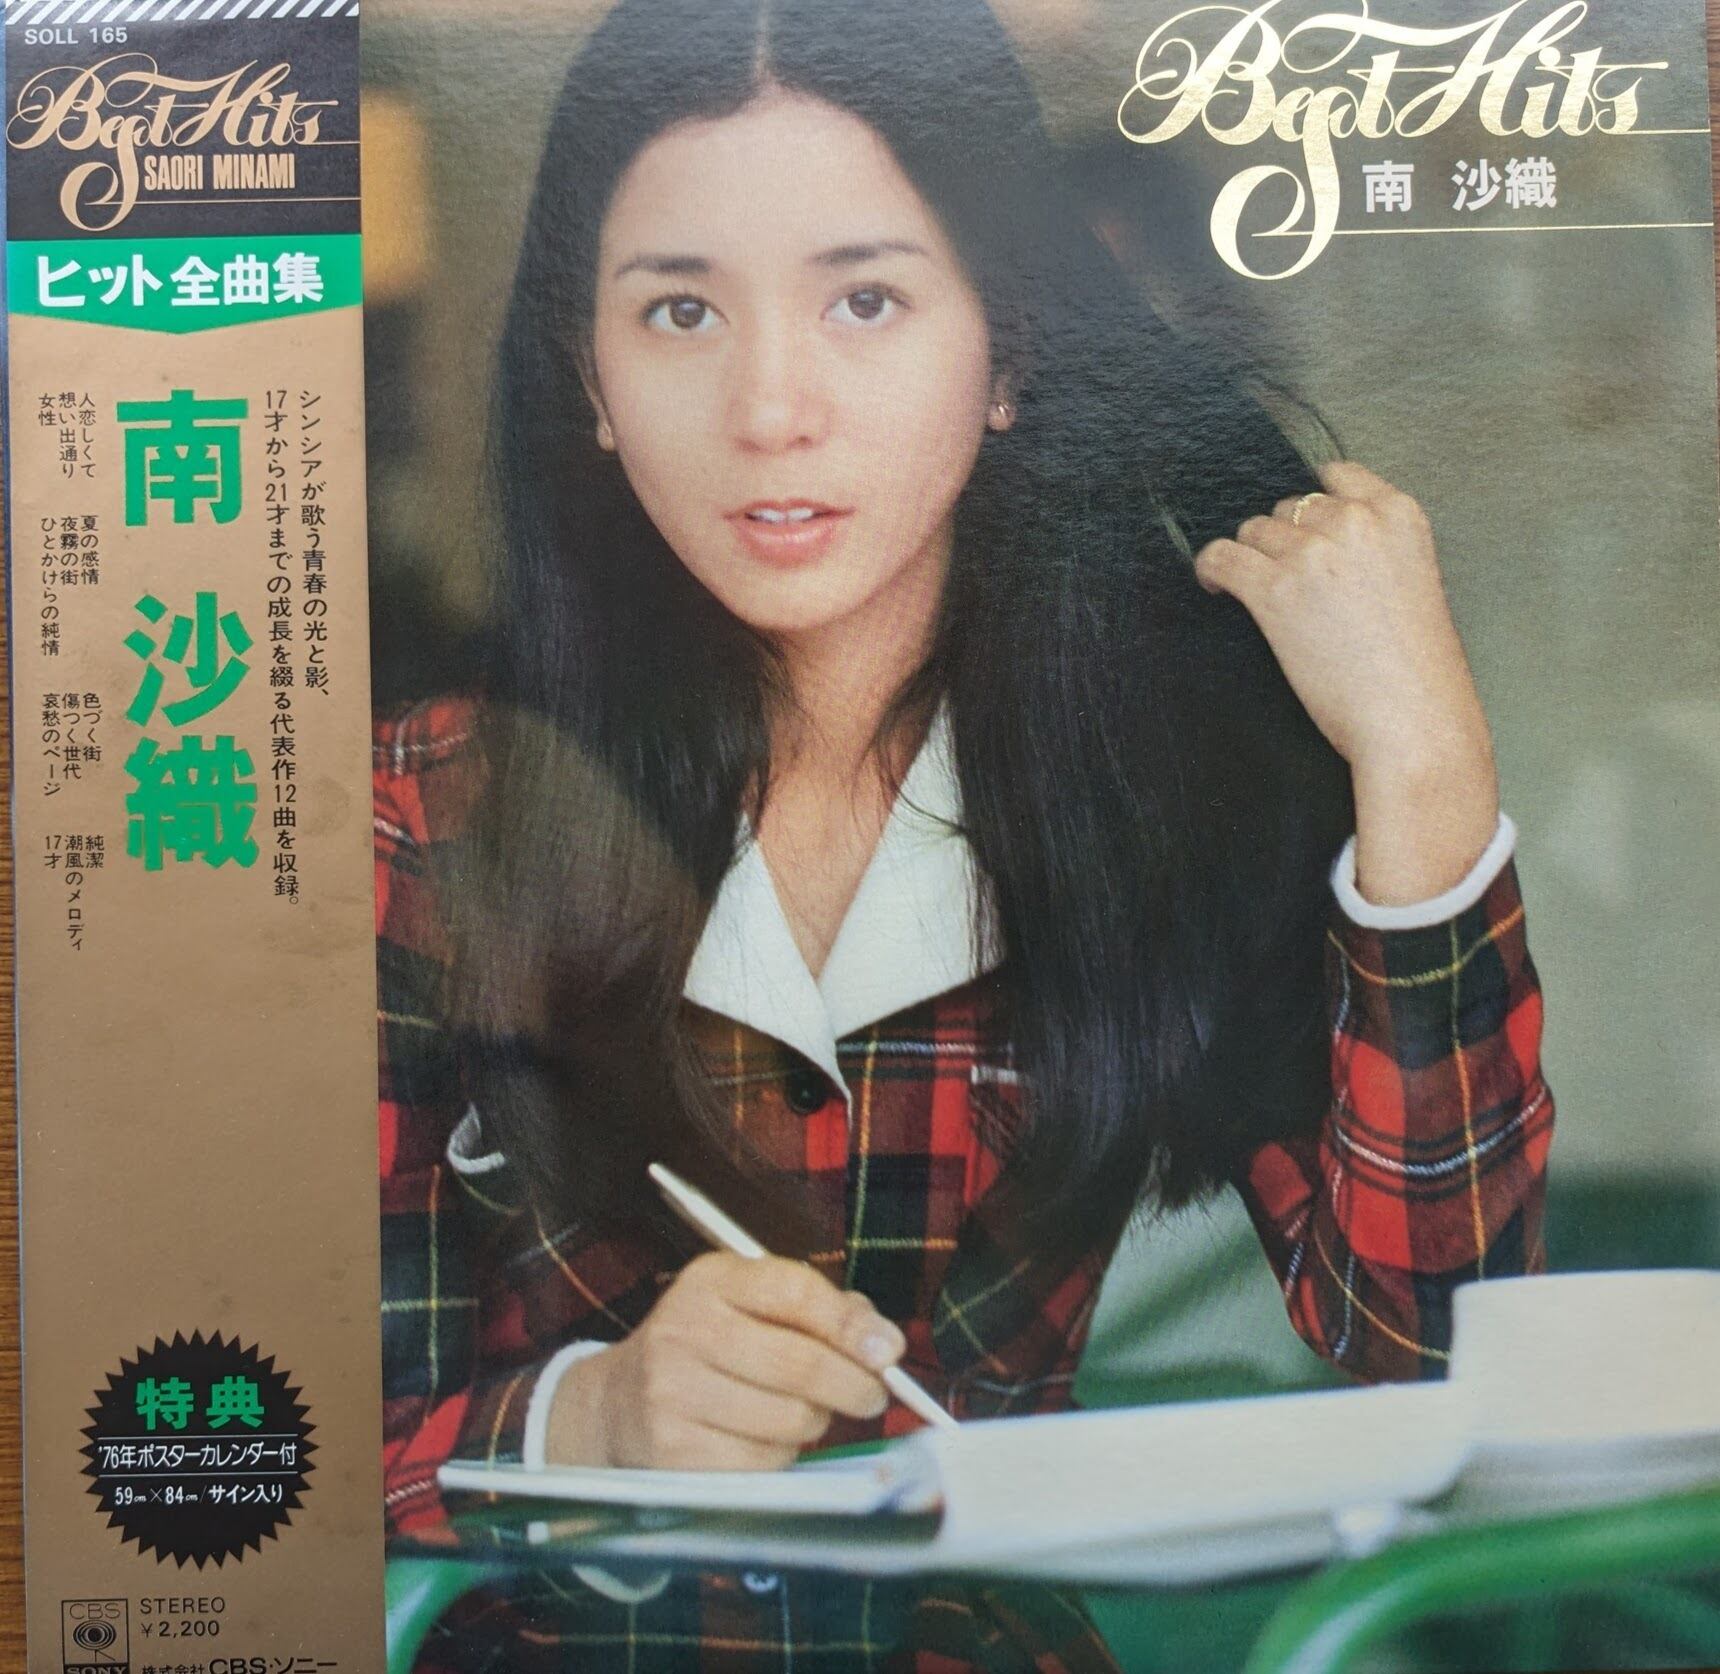 SOLL 165
Best Hits
SAORI MINAMI
ヒット全曲集
シンシアが歌う青春の光と影、
17才から21才までの成長を綴る代表作12曲を収録。
南 沙織
人恋しくて
想い出通り
女性
夏の感情
夜霧の街
ひとかけらの純情
色づく街
傷つく世代
哀愁のページ
純潔
潮風のメロディ
17才
特典
'76年ポスターカレンダー付
59cm×84cm/サイン入り
CBS
SONY
STEREO
¥2,200
株式会社CBS・ソニー
Best Hits
南 沙織